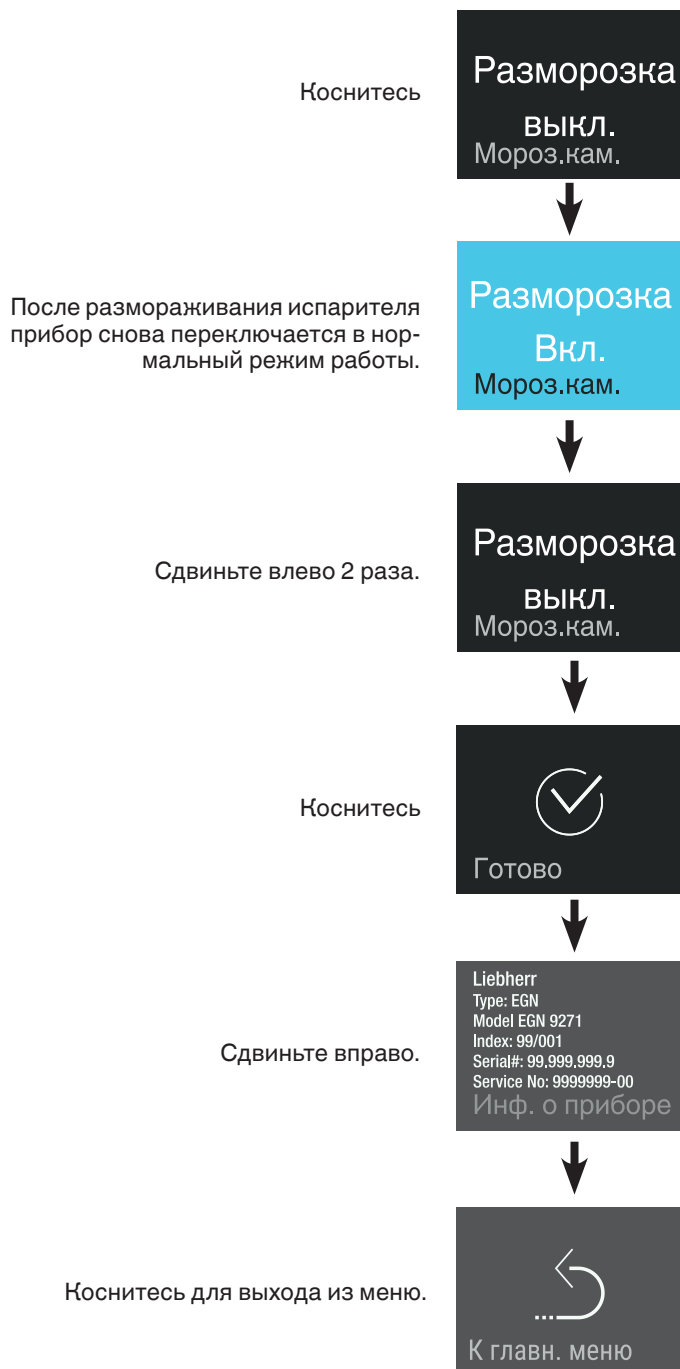 Коснитесь
Разморозка
выкл.
Мороз.кам.
После размораживания испарителя
прибор снова переключается в нор-
мальный режим работы.
Разморозка
Вкл.
Мороз.кам.
Сдвиньте влево 2 раза.
Разморозка
выкл.
Мороз.кам.
Коснитесь
Готово
Сдвиньте вправо.
Liebherr
Type: EGN
Model EGN 9271
Index: 99/001
Serial#: 99.999.999.9
Service No: 9999999-00
Инф. о приборе
Коснитесь для выхода из меню.
К главн. меню